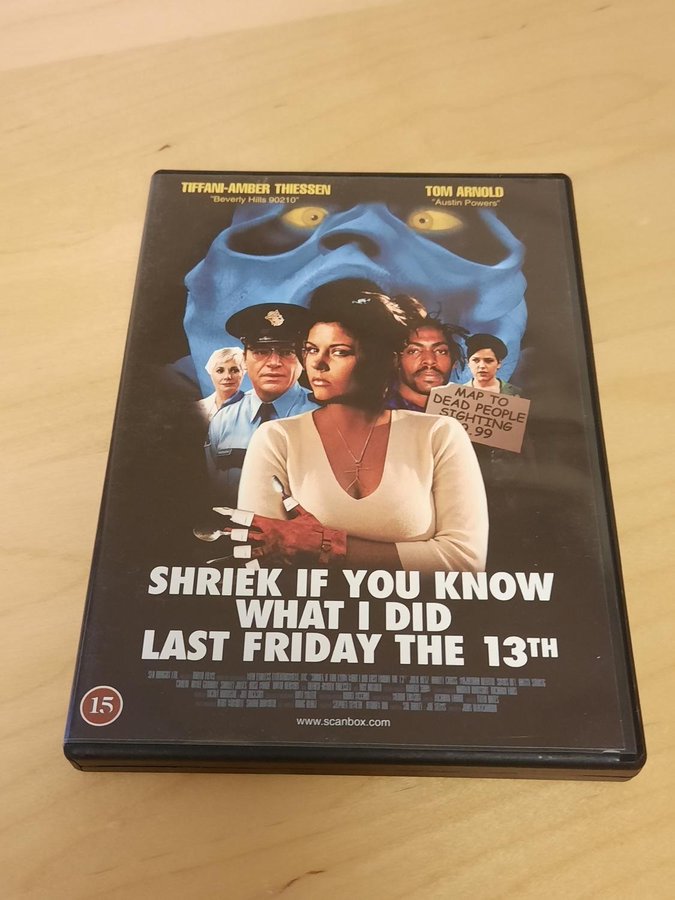 TIFFANI-AMBER THIESSEN
"Beverly Hills 90210"
TOM ARNOLD
"Austin Powers"
MAP TO
DEAD PEOPLE
SIGHTING
.99
SHRIEK IF YOU KNOW
WHAT I DID
LAST FRIDAY THE 13TH
www.scanbox.com
15